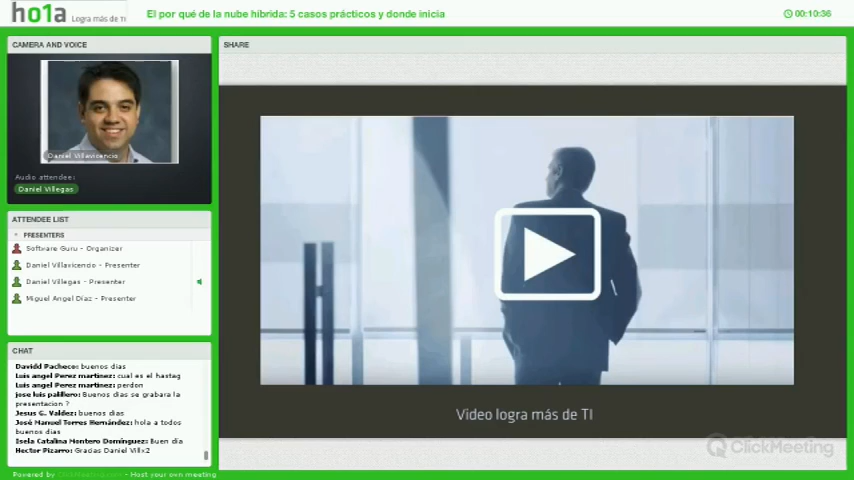 ho1a
Logra más de TI
El por qué de la nube híbrida: 5 casos prácticos y donde inicia
00:10:36
CAMERA AND VOICE
Daniel Villavicencio
Audio attendee:
Daniel Villegas
ATTENDEE LIST
PRESENTERS
Software Guru - Organizer
Daniel Villavicencio - Presenter
Daniel Villegas - Presenter
Miguel Angel Diaz - Presenter
CHAT
Davidd Pacheco: buenos dias
Luis angel Perez martinez: cual es el hastag
Luis angel Perez martinez: perdon
jose luis palillero: Buenos dias se grabara la
presentacion ?
Jesus G. Valdez: buenos dias
José Manuel Torres Hernández: hola a todos
buenos dias
Isela Catalina Montero Domínguez: Buen día
Hector Pizarro: Gracias Daniel Villx2
Powered by ClickMeeting - Host your own meeting
SHARE
Video logra más de TI
ClickMeeting